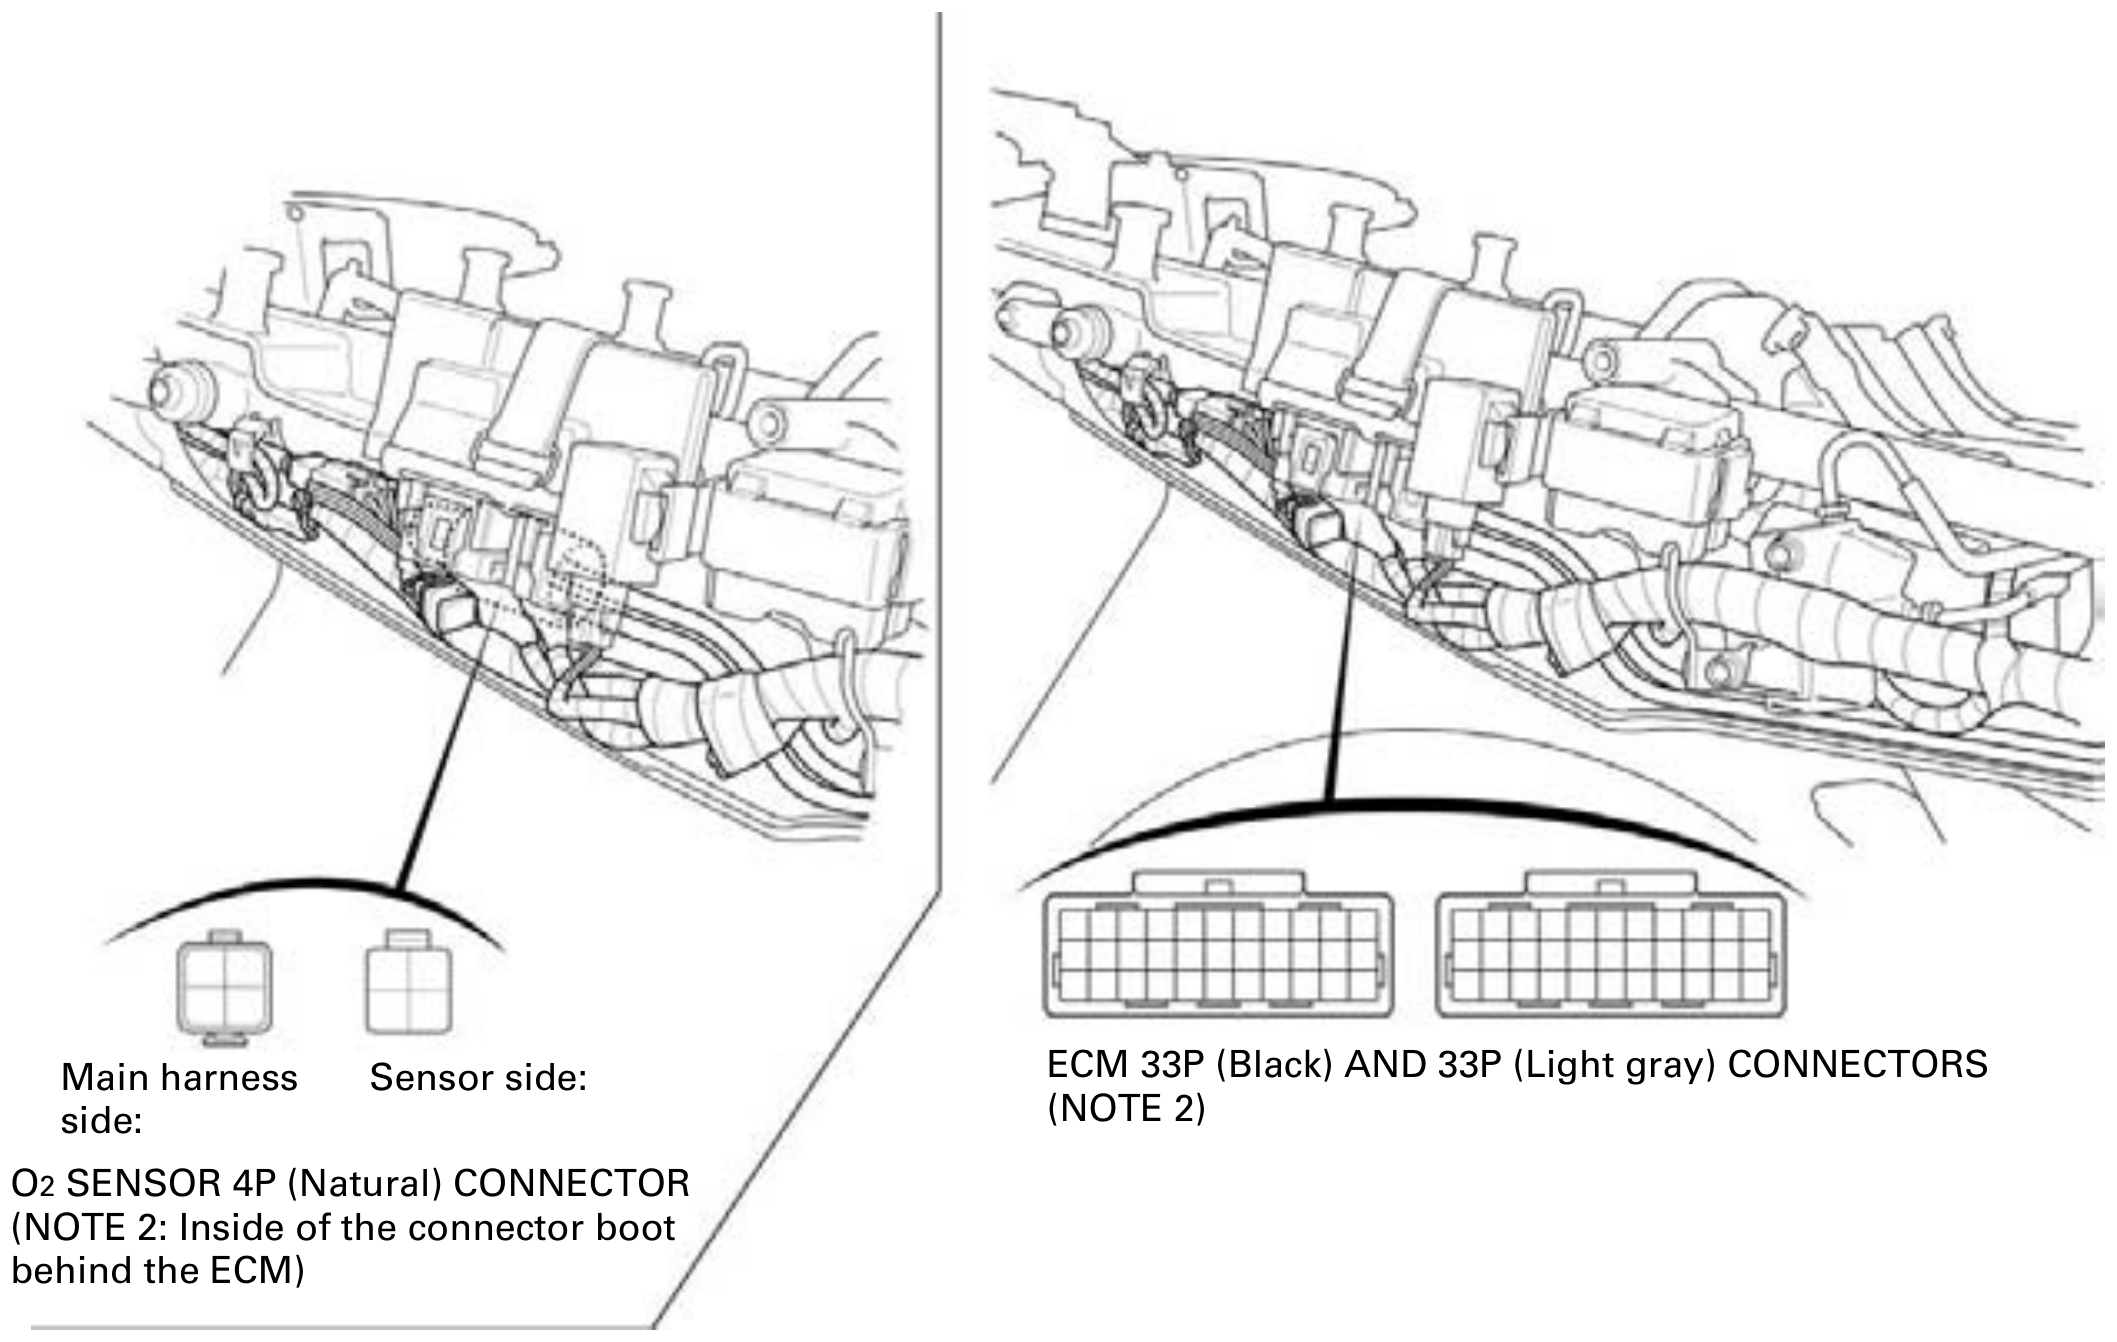 Main harness
side:
Sensor side:
O2 SENSOR 4P (Natural) CONNECTOR
(NOTE 2: Inside of the connector boot
behind the ECM)
ECM 33P (Black) AND 33P (Light gray) CONNECTORS
(NOTE 2)